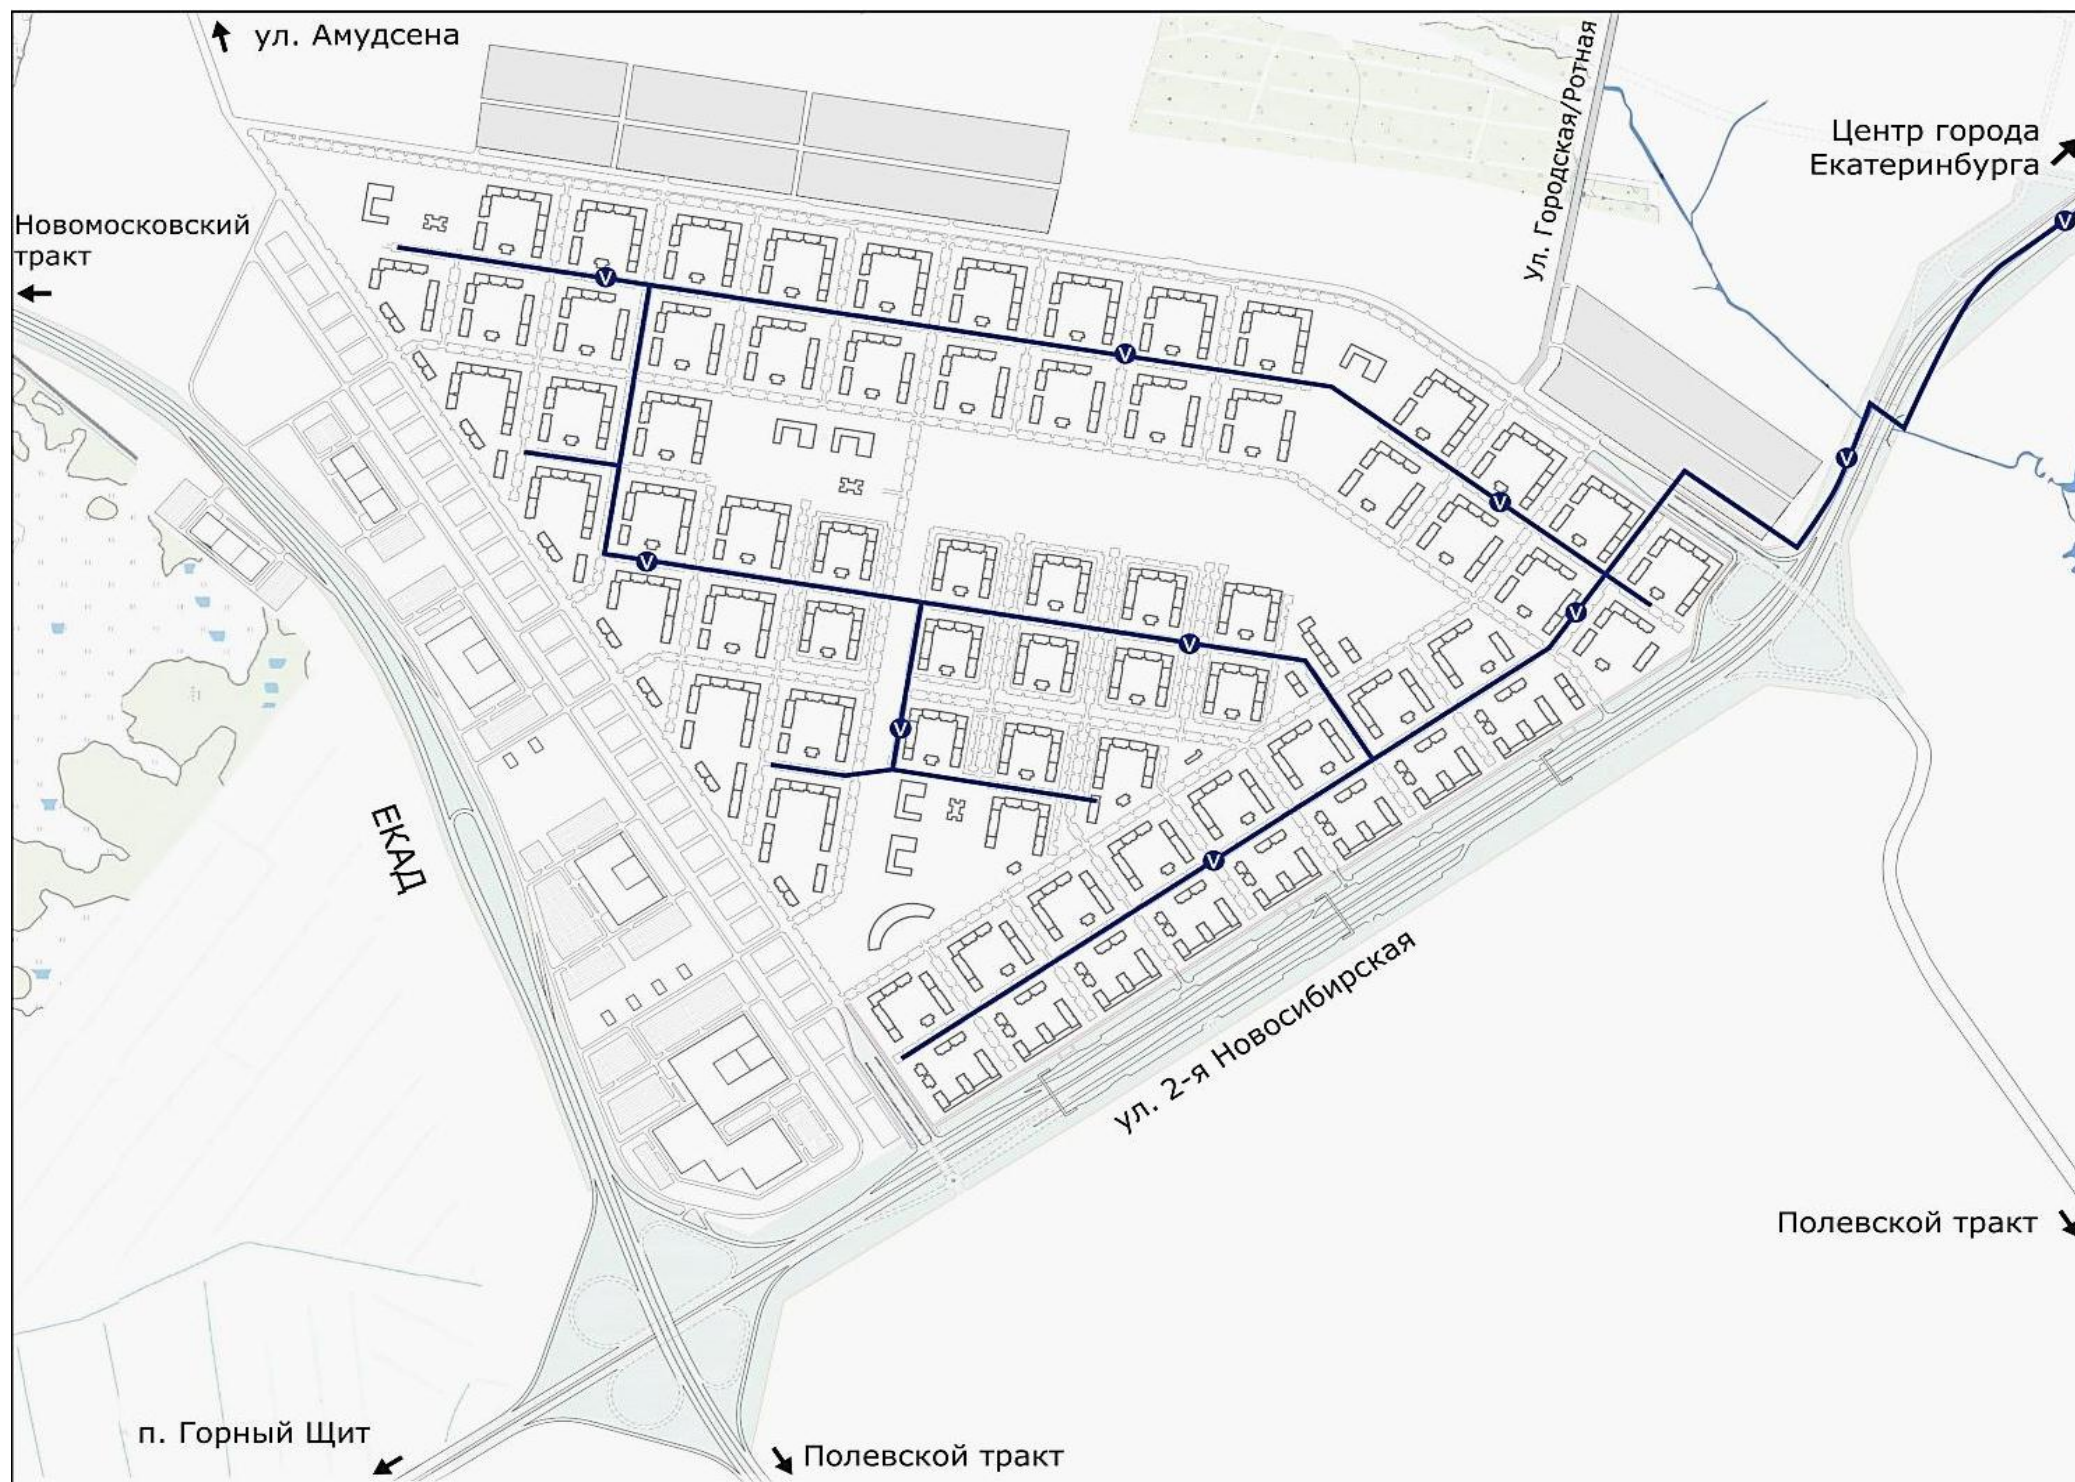 ул. Амудсена
Ул. Городская/Ротная
Центр города
Екатеринбурга
Новомосковский
тракт
V
V
V
V
V
V
V
V
V
V
ЕКАД
ул. 2-я Новосибирская
Полевской тракт
п. Горный Щит
Полевской тракт